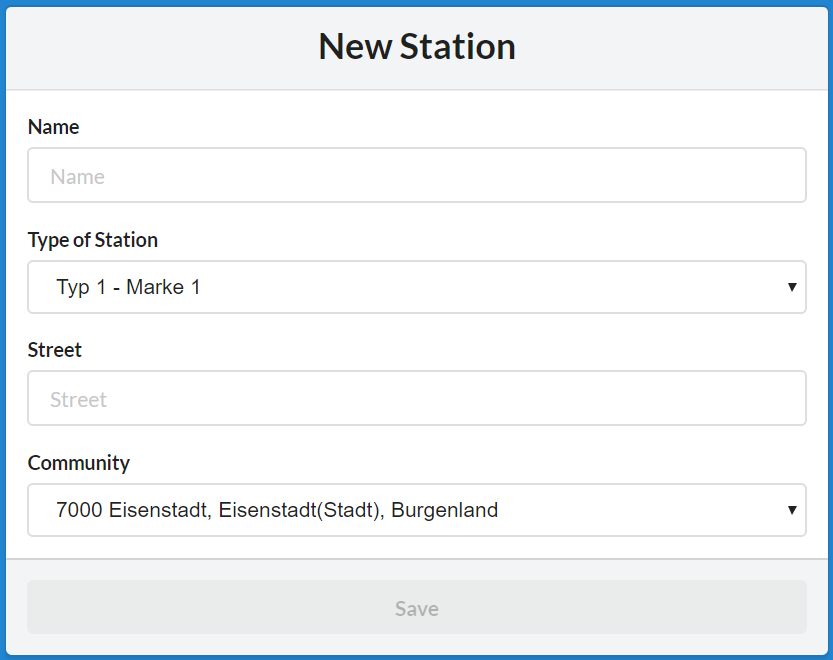 New Station
Name
Name
Type of Station
Typ 1 - Marke 1
Street
Street
Community
7000 Eisenstadt, Eisenstadt(Stadt), Burgenland
Save